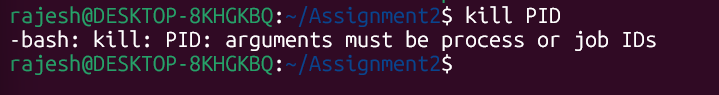 rajesh@DESKTOP-8KHGKBQ:~/Assignment2$ kill PID
-bash: kill: PID: arguments must be process or job IDs
rajesh@DESKTOP-8KHGKBQ:~/Assignment2$